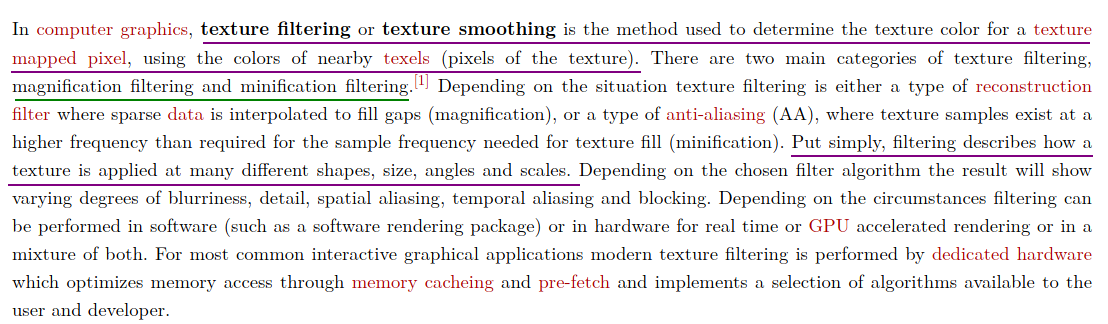 In computer graphics, texture filtering or texture smoothing is the method used to determine the texture color for a texture
mapped pixel, using the colors of nearby texels (pixels of the texture). There are two main categories of texture filtering,
magnification filtering and minification filtering.[1] Depending on the situation texture filtering is either a type of reconstruction
filter where sparse data is interpolated to fill gaps (magnification), or a type of anti-aliasing (AA), where texture samples exist at a
higher frequency than required for the sample frequency needed for texture fill (minification). Put simply, filtering describes how a
texture is applied at many different shapes, size, angles and scales. Depending on the chosen filter algorithm the result will show
varying degrees of blurriness, detail, spatial aliasing, temporal aliasing and blocking. Depending on the circumstances filtering can
be performed in software (such as a software rendering package) or in hardware for real time or GPU accelerated rendering or in a
mixture of both. For most common interactive graphical applications modern texture filtering is performed by dedicated hardware
which optimizes memory access through memory cacheing and pre-fetch and implements a selection of algorithms available to the
user and developer.